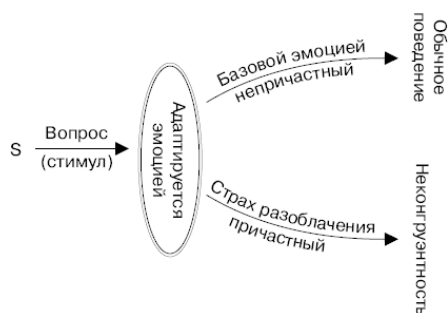 S
Вопрос
(стимул)
Адаптируется
эмоцией
Базовой эмоцией
непричастный
Обычное
поведение
Страх разоблачения
причастный
Неконгруэнтность